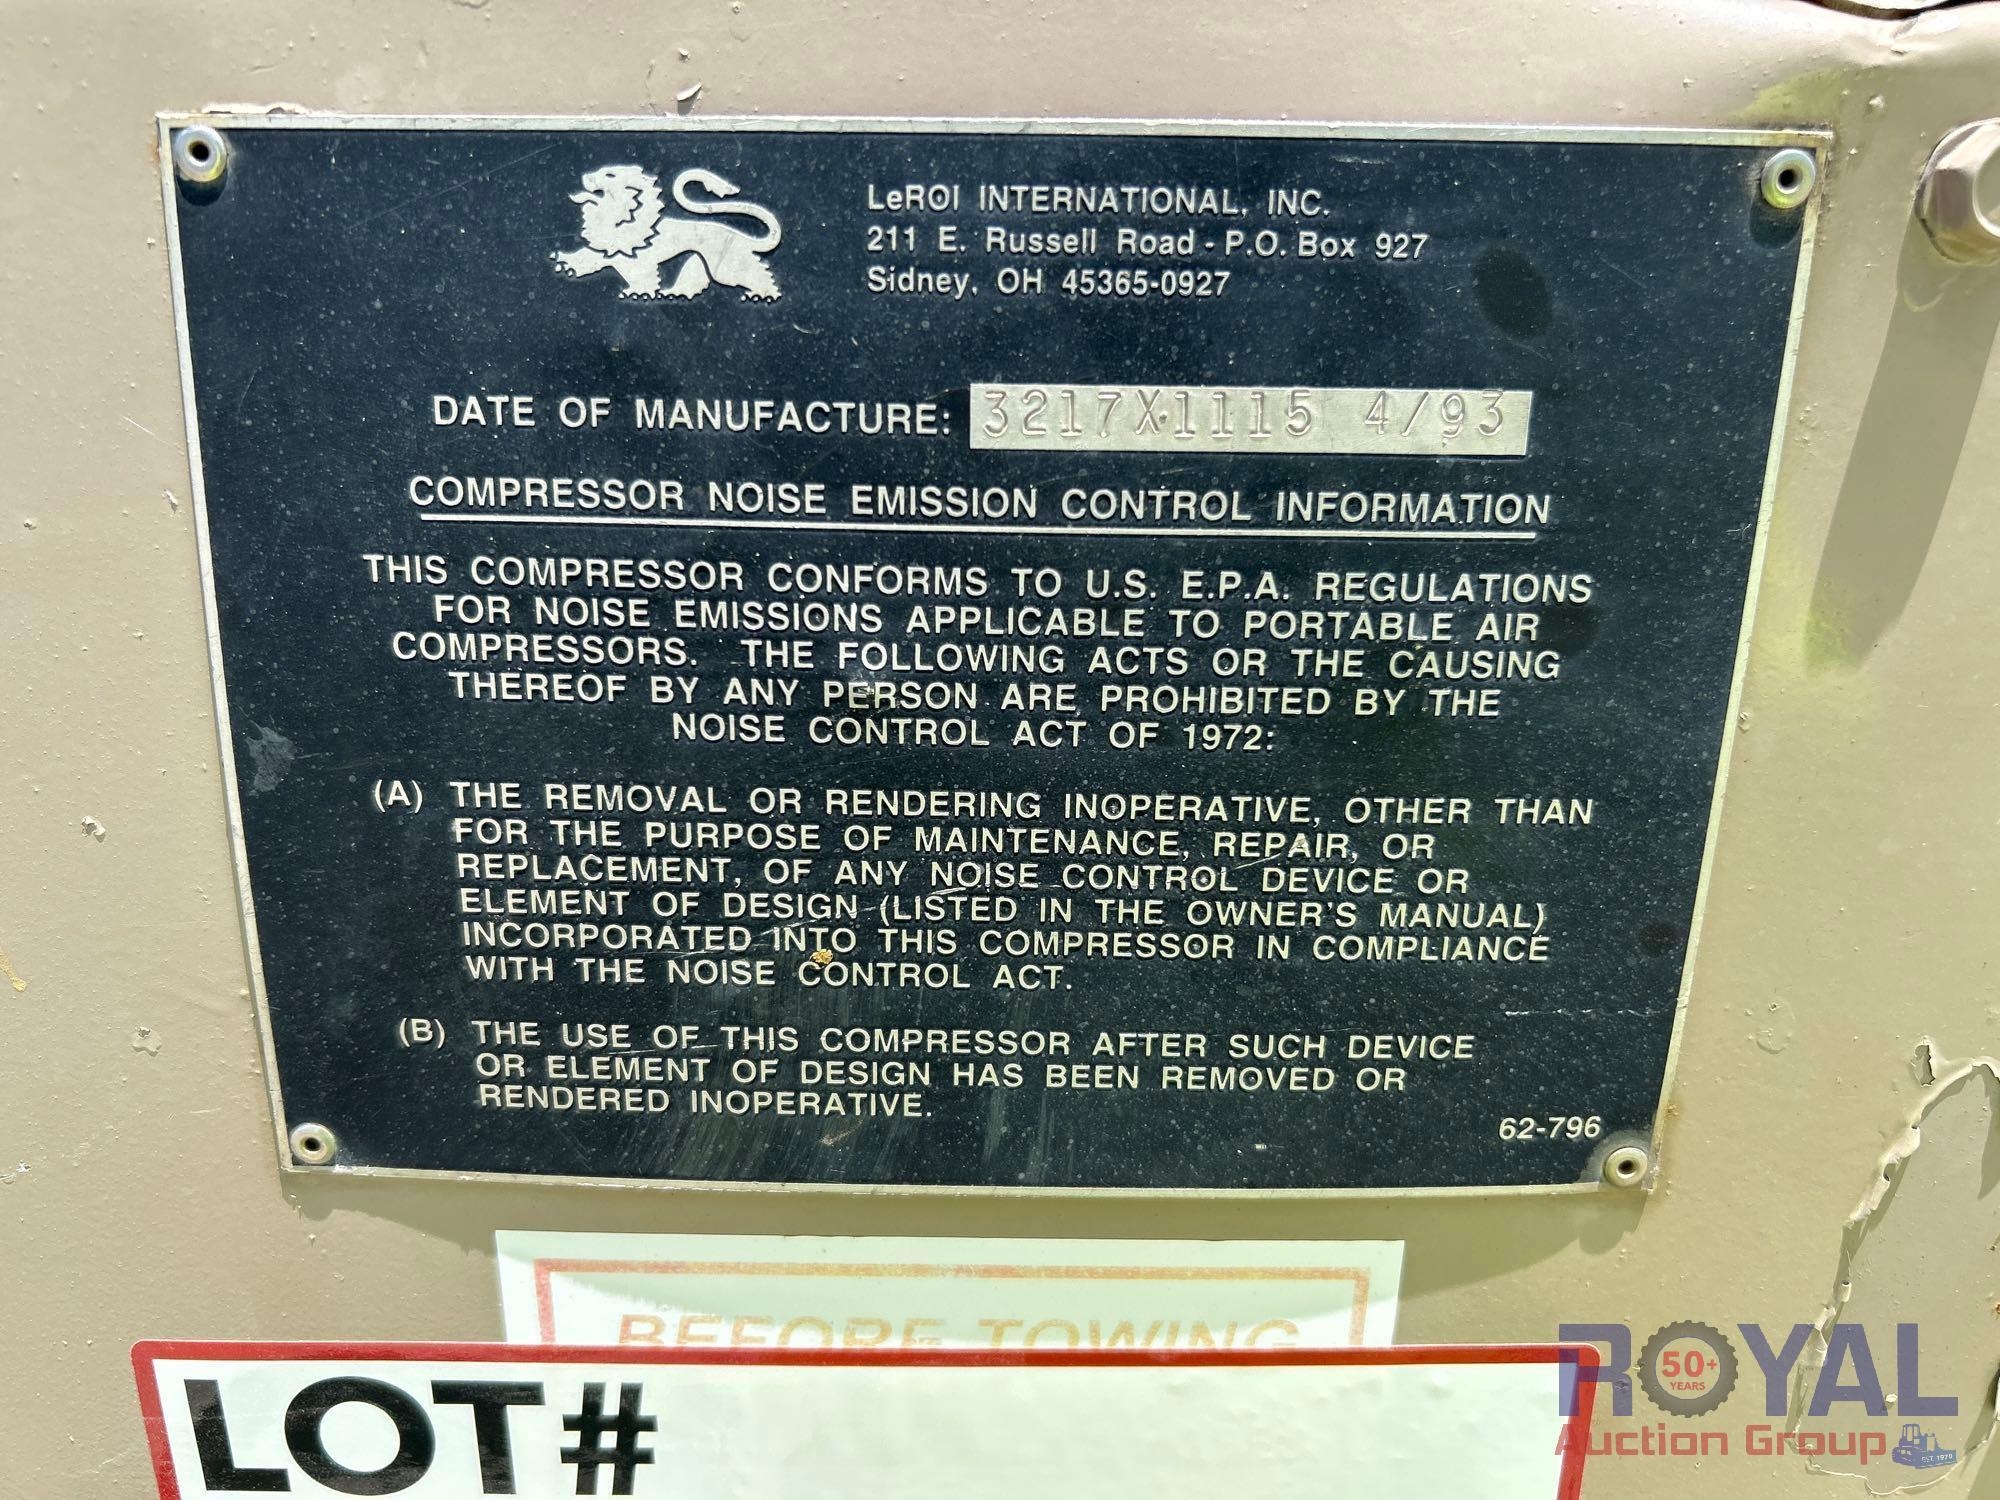 LeROI INTERNATIONAL, INC.
211 E. Russell Road - P.O. Box 927
Sidney, OH 45365-0927
DATE OF MANUFACTURE: 3217X1115 4/93
COMPRESSOR NOISE EMISSION CONTROL INFORMATION
THIS COMPRESSOR CONFORMS TO U.S. E.P.A. REGULATIONS
FOR NOISE EMISSIONS APPLICABLE TO PORTABLE AIR
COMPRESSORS. THE FOLLOWING ACTS OR THE CAUSING
THEREOF BY ANY PERSON ARE PROHIBITED BY THE
NOISE CONTROL ACT OF 1972:
(A) THE REMOVAL OR RENDERING INOPERATIVE, OTHER THAN
FOR THE PURPOSE OF MAINTENANCE, REPAIR, OR
REPLACEMENT, OF ANY NOISE CONTROL DEVICE OR
ELEMENT OF DESIGN (LISTED IN THE OWNER'S MANUAL)
INCORPORATED INTO THIS COMPRESSOR IN COMPLIANCE
WITH THE NOISE CONTROL ACT.
(B) THE USE OF THIS COMPRESSOR AFTER SUCH DEVICE
OR ELEMENT OF DESIGN HAS BEEN REMOVED OR
RENDERED INOPERATIVE.
62-796
BEFORE TOWING
LOT#
ROYAL
50+
YEARS
Auction Group
EST. 1970